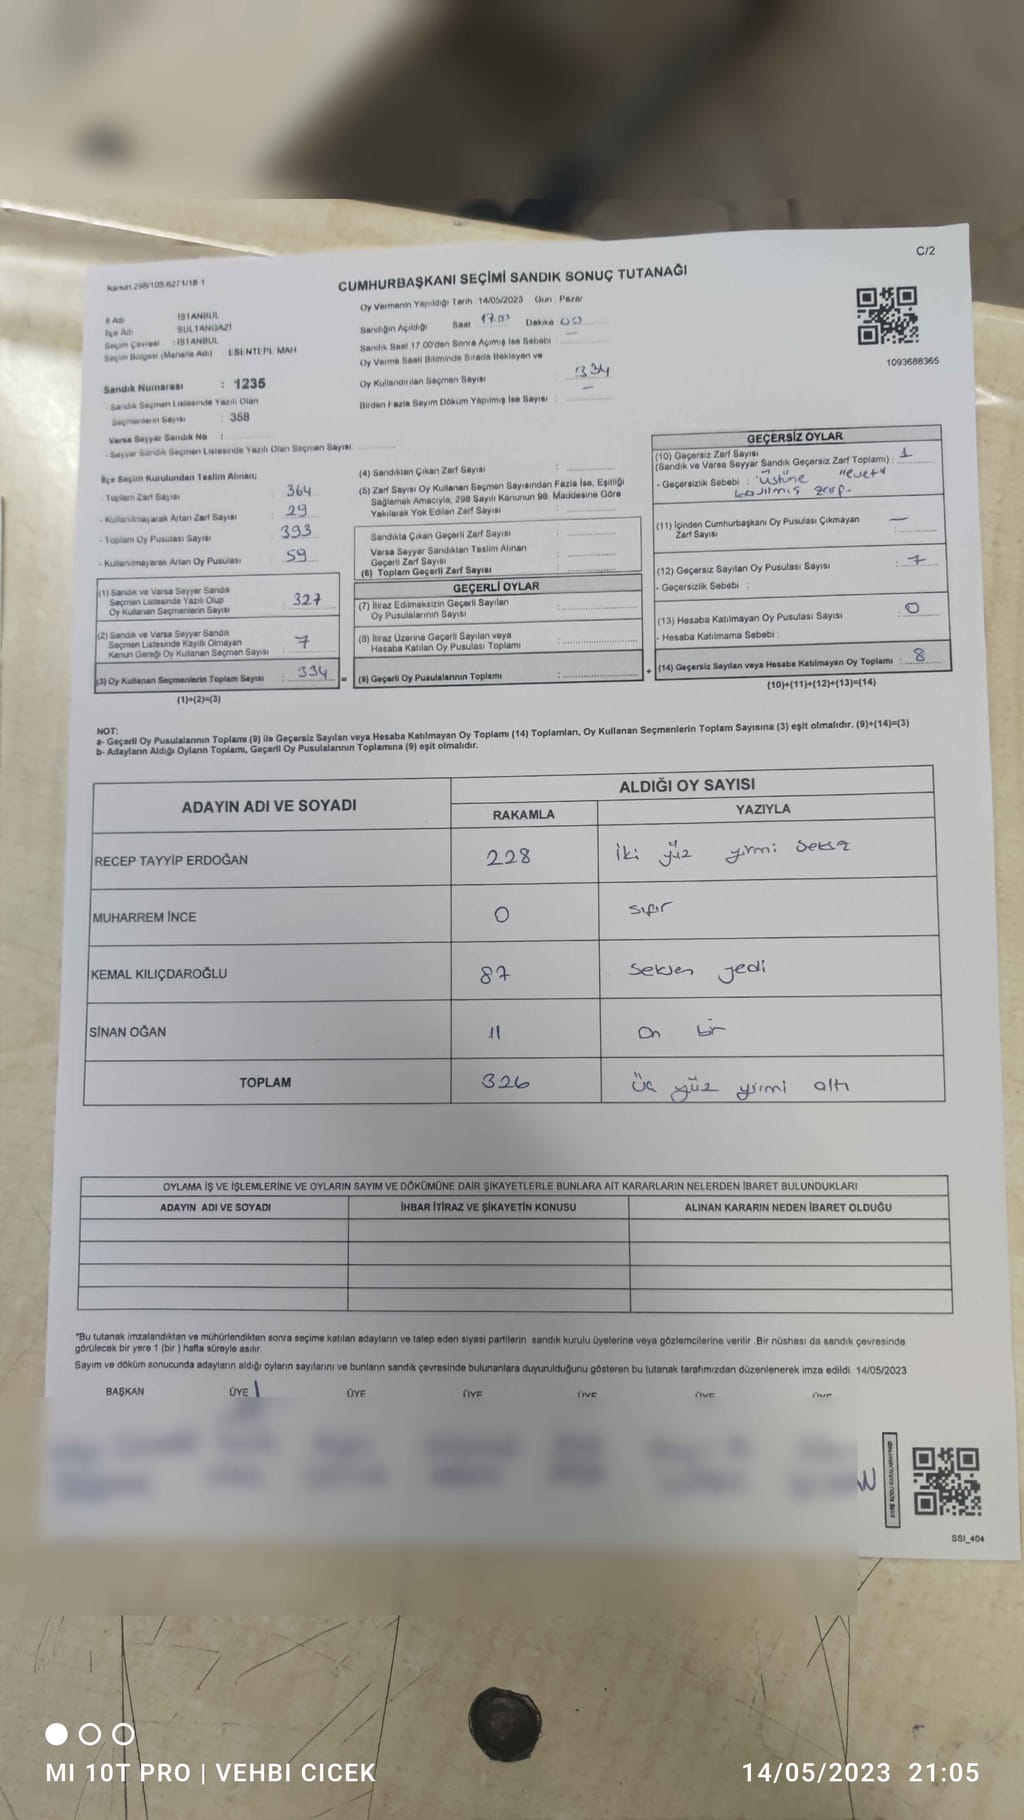 C/2
Kanun 298/105,6271/18 1
CUMHURBAŞKANI SEÇİMİ SANDIK SONUÇ TUTANAĞI
1093688365
İl Adı : İSTANBUL
İlçe Adı : SULTANGAZİ
Seçim Çevresi : İSTANBUL
Seçim Bölgesi (Mahalle Adı) : ESENTEPE MAH
Sandık Numarası : 1235
- Sandık Seçmen Listesinde Yazılı Olan
Seçmenlerin Sayısı : 358
Varsa Seyyar Sandık No :
- Seyyar Sandık Seçmen Listesinde Yazılı Olan Seçmen Sayısı:
Oy Vermenin Yapıldığı Tarih : 14/05/2023 Gün : Pazar
Sandığın Açıldığı Saat 17.00 Dakika 00
Sandık Saat 17.00'den Sonra Açılmış İse Sebebi : —
Oy Verme Saati Bitiminde Sırada Bekleyen ve
Oy Kullandırılan Seçmen Sayısı : 334
Birden Fazla Sayım Döküm Yapılmış İse Sayısı : —
İlçe Seçim Kurulundan Teslim Alınan;
- Toplam Zarf Sayısı : 364
- Kullanılmayarak Artan Zarf Sayısı : 29
- Toplam Oy Pusulası Sayısı : 393
- Kullanılmayarak Artan Oy Pusulası : 59
(1) Sandık ve Varsa Seyyar Sandık
Seçmen Listesinde Yazılı Olup
Oy Kullanan Seçmenlerin Sayısı : 327
(2) Sandık ve Varsa Seyyar Sandık
Seçmen Listesinde Kayıtlı Olmayan
Kanun Gereği Oy Kullanan Seçmen Sayısı : 7
(3) Oy Kullanan Seçmenlerin Toplam Sayısı : 334
(1)+(2)=(3)
=
(4) Sandıktan Çıkan Zarf Sayısı :
(5) Zarf Sayısı Oy Kullanan Seçmen Sayısından Fazla İse, Eşitliği
Sağlamak Amacıyla, 298 Sayılı Kanunun 98. Maddesine Göre
Yakılarak Yok Edilen Zarf Sayısı :
Sandıkta Çıkan Geçerli Zarf Sayısı :
Varsa Seyyar Sandıktan Teslim Alınan
Geçerli Zarf Sayısı :
(6) Toplam Geçerli Zarf Sayısı :
GEÇERLİ OYLAR
(7) İtiraz Edilmeksizin Geçerli Sayılan
Oy Pusulalarının Sayısı :
(8) İtiraz Üzerine Geçerli Sayılan veya
Hesaba Katılan Oy Pusulası Toplamı :
(9) Geçerli Oy Pusulalarının Toplamı :
+
GEÇERSİZ OYLAR
(10) Geçersiz Zarf Sayısı
(Sandık ve Varsa Seyyar Sandık Geçersiz Zarf Toplamı) : 1
- Geçersizlik Sebebi : üstüne "evet"
zarf.
(11) İçinden Cumhurbaşkanı Oy Pusulası Çıkmayan
Zarf Sayısı : —
(12) Geçersiz Sayılan Oy Pusulası Sayısı : 7
- Geçersizlik Sebebi :
(13) Hesaba Katılmayan Oy Pusulası Sayısı : 0
- Hesaba Katılmama Sebebi :
(14) Geçersiz Sayılan veya Hesaba Katılmayan Oy Toplamı : 8
(10)+(11)+(12)+(13)=(14)
NOT:
a- Geçerli Oy Pusulalarının Toplamı (9) ile Geçersiz Sayılan veya Hesaba Katılmayan Oy Toplamı (14) Toplamları, Oy Kullanan Seçmenlerin Toplam Sayısına (3) eşit olmalıdır. (9)+(14)=(3)
b- Adayların Aldığı Oyların Toplamı, Geçerli Oy Pusulalarının Toplamına (9) eşit olmalıdır.
ADAYIN ADI VE SOYADI
ALDIĞI OY SAYISI
RAKAMLA YAZIYLA
RECEP TAYYİP ERDOĞAN 228 iki yüz yirmi sekiz
MUHARREM İNCE 0 sıfır
KEMAL KILIÇDAROĞLU 87 Seksen yedi
SİNAN OĞAN 11 On bir
TOPLAM 326 üç yüz yirmi altı
OYLAMA İŞ VE İŞLEMLERİNE VE OYLARIN SAYIM VE DÖKÜMÜNE DAİR ŞİKAYETLERLE BUNLARA AİT KARARLARIN NELERDEN İBARET BULUNDUKLARI
ADAYIN ADI VE SOYADI İHBAR İTİRAZ VE ŞİKAYETİN KONUSU ALINAN KARARIN NEDEN İBARET OLDUĞU
*Bu tutanak imzalandıktan ve mühürlendikten sonra seçime katılan adayların ve talep eden siyasi partilerin sandık kurulu üyelerine veya gözlemcilerine verilir .Bir nüshası da sandık çevresinde
görülecek bir yere 1 (bir ) hafta süreyle asılır.
Sayım ve döküm sonucunda adayların aldığı oyların sayılarını ve bunların sandık çevresinde bulunanlara duyurulduğunu gösteren bu tutanak tarafımızdan düzenlenerek imza edildi. 14/05/2023
BAŞKAN ÜYE ÜYE ÜYE ÜYE ÜYE ÜYE
SSI_404
MI 10T PRO | VEHBI CICEK
14/05/2023 21:05